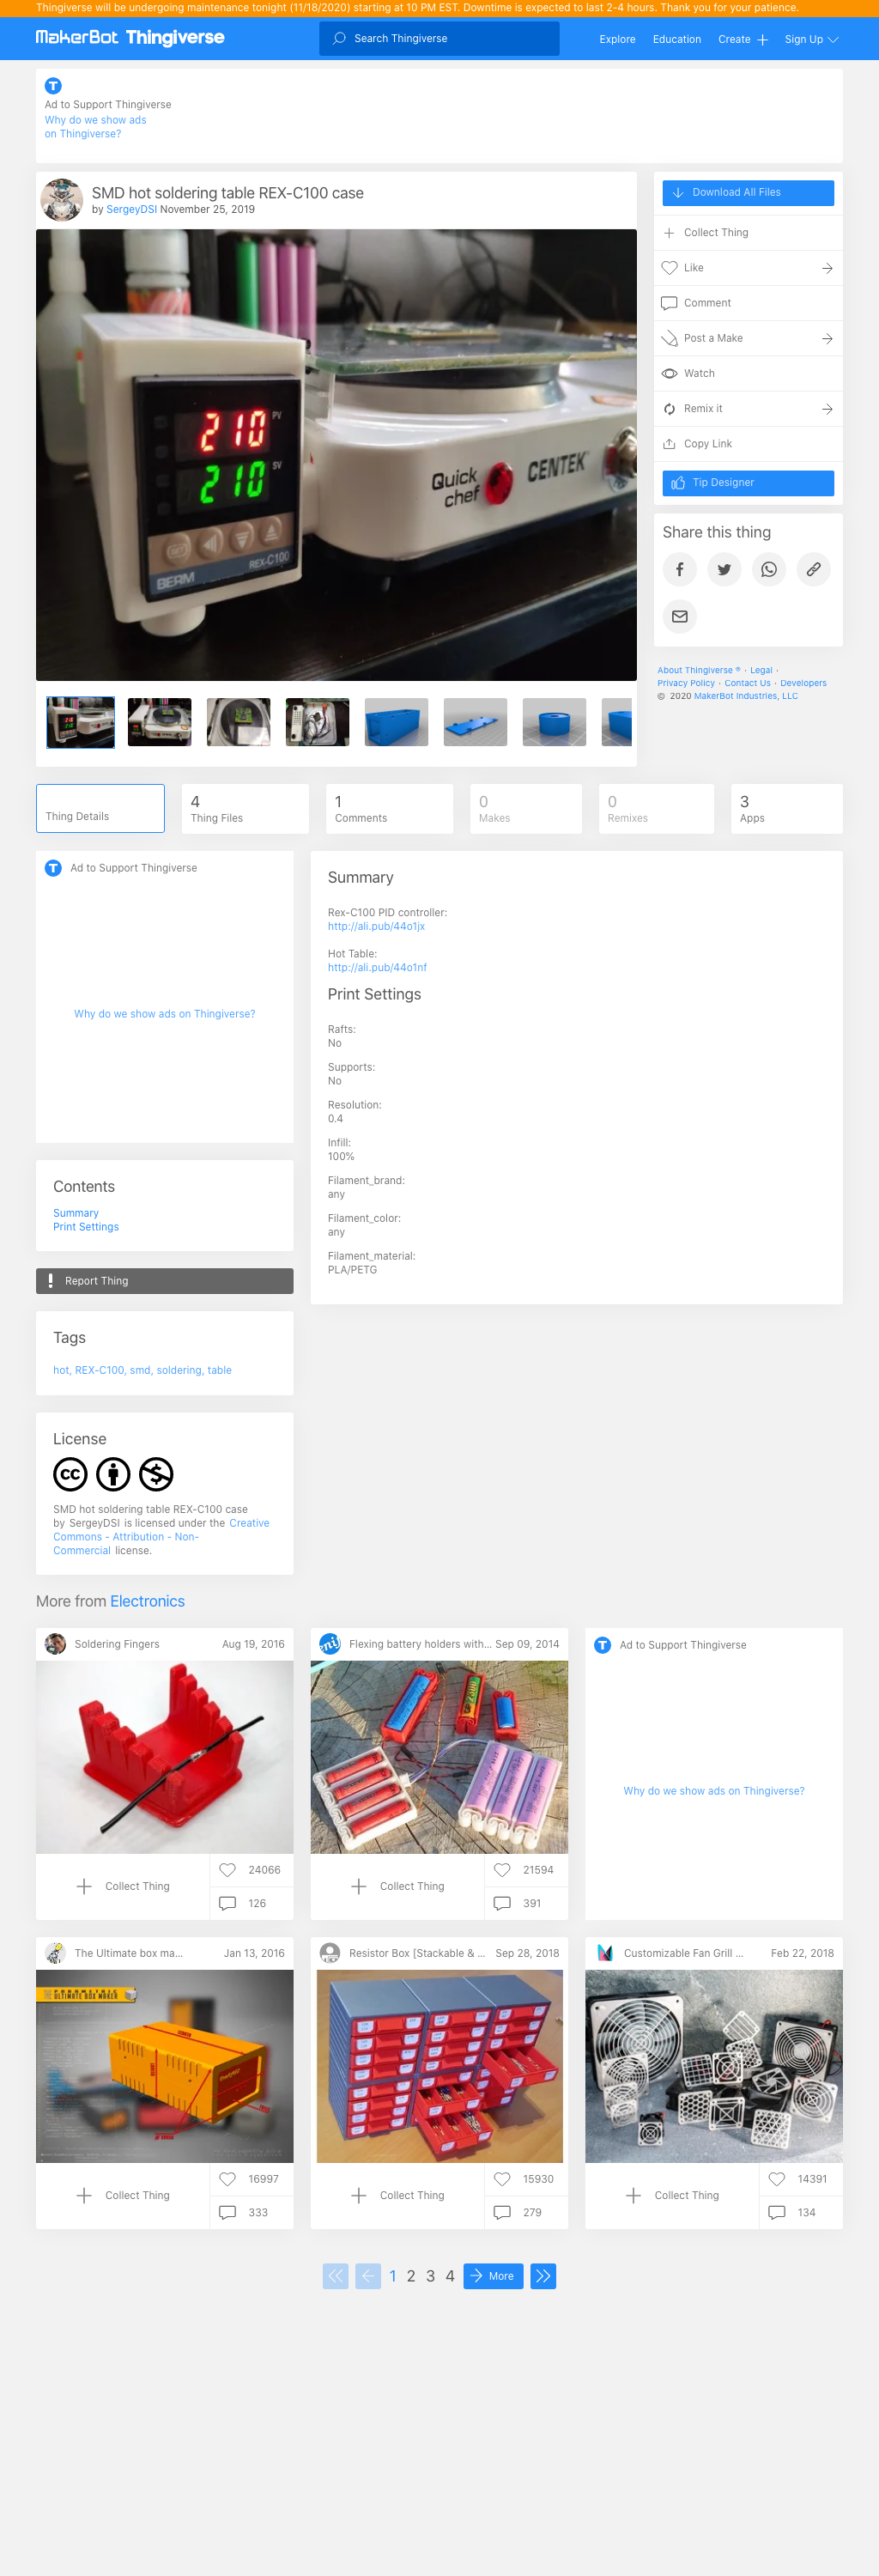 Thingiverse will be undergoing maintenance tonight (11/18/2020) starting at 10 PM EST. Downtime is expected to last 2-4 hours. Thank you for your patience.
MakerBot Thingiverse
Search Thingiverse
Explore
Education
Create
Sign Up
Ad to Support Thingiverse
Why do we show ads
on Thingiverse?
SMD hot soldering table REX-C100 case
by SergeyDSI November 25, 2019
210 PV
210 SV
REX-C100
BERM
Quick
chef
CENTEK
Download All Files
Collect Thing
Like
Comment
Post a Make
Watch
Remix it
Copy Link
Tip Designer
Share this thing
About Thingiverse ® · Legal ·
Privacy Policy · Contact Us · Developers
© 2020 MakerBot Industries, LLC
Thing Details
4
Thing Files
1
Comments
0
Makes
0
Remixes
3
Apps
Ad to Support Thingiverse
Why do we show ads on Thingiverse?
Contents
Summary
Print Settings
Report Thing
Tags
hot, REX-C100, smd, soldering, table
License
SMD hot soldering table REX-C100 case
by SergeyDSI is licensed under the Creative
Commons - Attribution - Non-
Commercial license.
Summary
Rex-C100 PID controller:
http://ali.pub/44o1jx
Hot Table:
http://ali.pub/44o1nf
Print Settings
Rafts:
No
Supports:
No
Resolution:
0.4
Infill:
100%
Filament_brand:
any
Filament_color:
any
Filament_material:
PLA/PETG
More from Electronics
Soldering Fingers
Aug 19, 2016
Collect Thing
24066
126
Flexing battery holders with...
Sep 09, 2014
Collect Thing
21594
391
Ad to Support Thingiverse
Why do we show ads on Thingiverse?
The Ultimate box ma...
Jan 13, 2016
ULTIMATE BOX MAKER
Collect Thing
16997
333
Resistor Box [Stackable & ...
Sep 28, 2018
Collect Thing
15930
279
Customizable Fan Grill ...
Feb 22, 2018
Collect Thing
14391
134
1
2
3
4
More